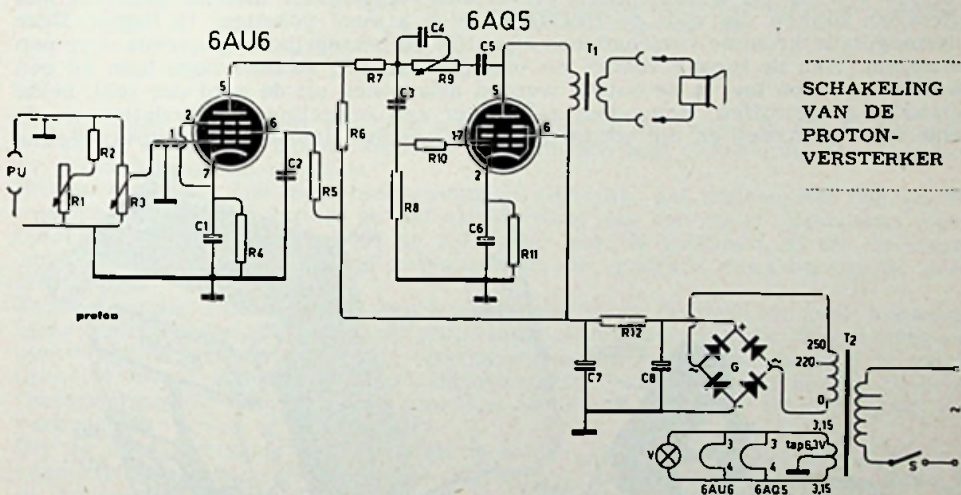 6AU6
6AQ5
C4
R7
R9
C5
T1
5
5
C3
R6
2
1
6
1-7
6
R10
PU
R2
C2
R5
7
2
R1
R3
R8
C1
R4
C6
R11
proton
SCHAKELING
VAN DE
PROTON-
VERSTERKER
R12
+
250
T2
220
C7
C8
~
G
~
-
0
~
3,15
tap6,3V
V
3
3
4
4
S
6AU6
6AQ5
3,15